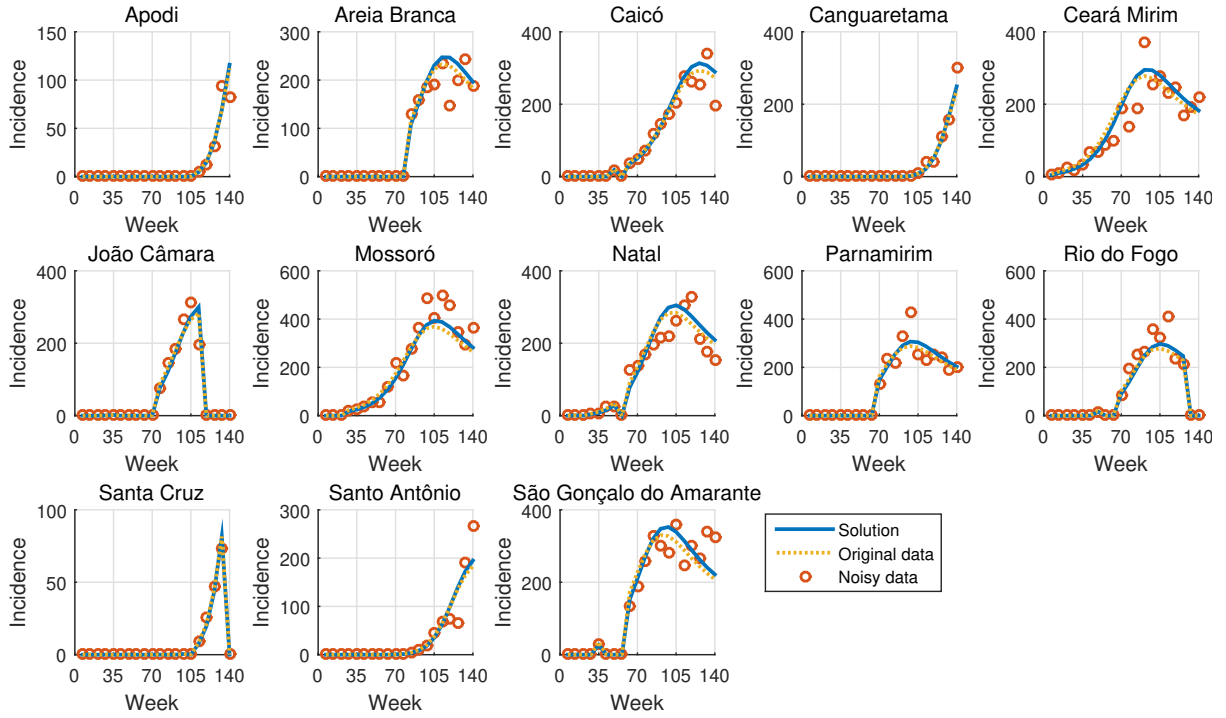 Apodi
Incidence
150
100
50
0
0 35 70 105 140
Week
Areia Branca
Incidence
300
200
100
0
0 35 70 105 140
Week
Caicó
Incidence
400
200
0
0 35 70 105 140
Week
Canguaretama
Incidence
400
200
0
0 35 70 105 140
Week
Ceará Mirim
Incidence
400
200
0
0 35 70 105 140
Week
João Câmara
Incidence
400
200
0
0 35 70 105 140
Week
Mossoró
Incidence
600
400
200
0
0 35 70 105 140
Week
Natal
Incidence
400
200
0
0 35 70 105 140
Week
Parnamirim
Incidence
600
400
200
0
0 35 70 105 140
Week
Rio do Fogo
Incidence
600
400
200
0
0 35 70 105 140
Week
Santa Cruz
Incidence
100
50
0
0 35 70 105 140
Week
Santo Antônio
Incidence
300
200
100
0
0 35 70 105 140
Week
São Gonçalo do Amarante
Incidence
400
200
0
0 35 70 105 140
Week
Solution
Original data
Noisy data